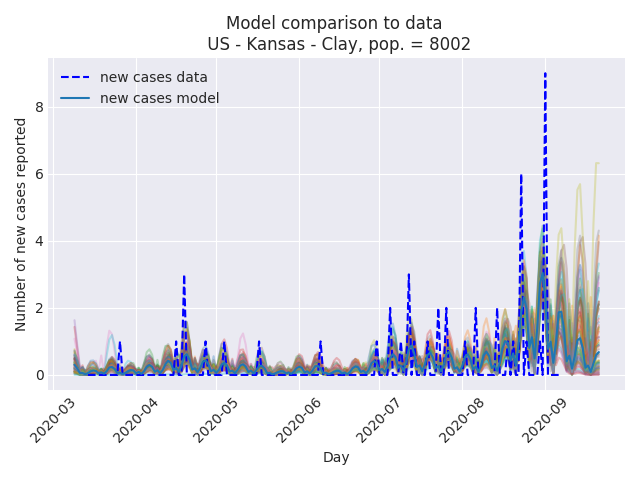 Model comparison to data
US - Kansas - Clay, pop. = 8002
new cases data
new cases model
Number of new cases reported
8
6
4
2
0
2020-03
2020-04
2020-05
2020-06
2020-07
2020-08
2020-09
Day